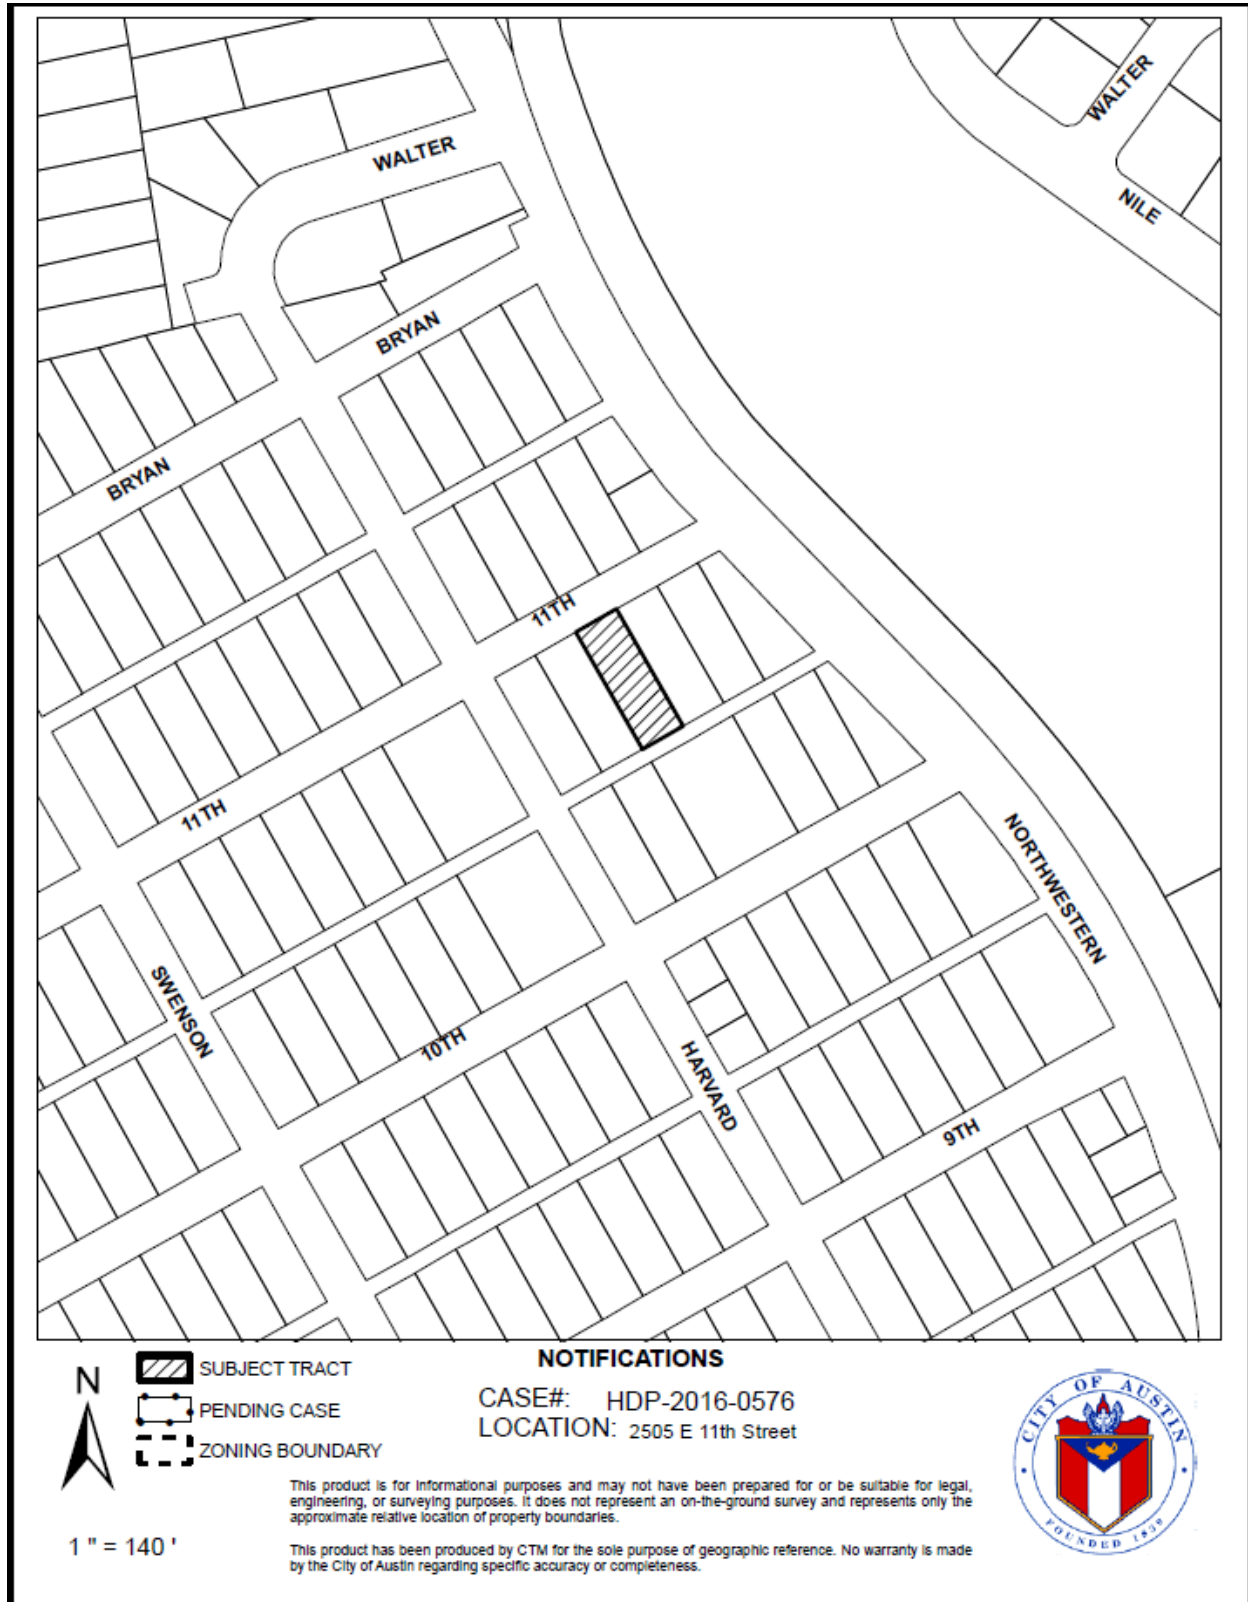 WALTER
WALTER
NILE
BRYAN
BRYAN
11TH
11TH
NORTHWESTERN
SWENSON
10TH
HARVARD
9TH
N
1 " = 140 '
SUBJECT TRACT
PENDING CASE
ZONING BOUNDARY
NOTIFICATIONS
CASE#: HDP-2016-0576
LOCATION: 2505 E 11th Street
This product is for informational purposes and may not have been prepared for or be suitable for legal,
engineering, or surveying purposes. It does not represent an on-the-ground survey and represents only the
approximate relative location of property boundaries.
This product has been produced by CTM for the sole purpose of geographic reference. No warranty is made
by the City of Austin regarding specific accuracy or completeness.
CITY OF AUSTIN
FOUNDED 1839